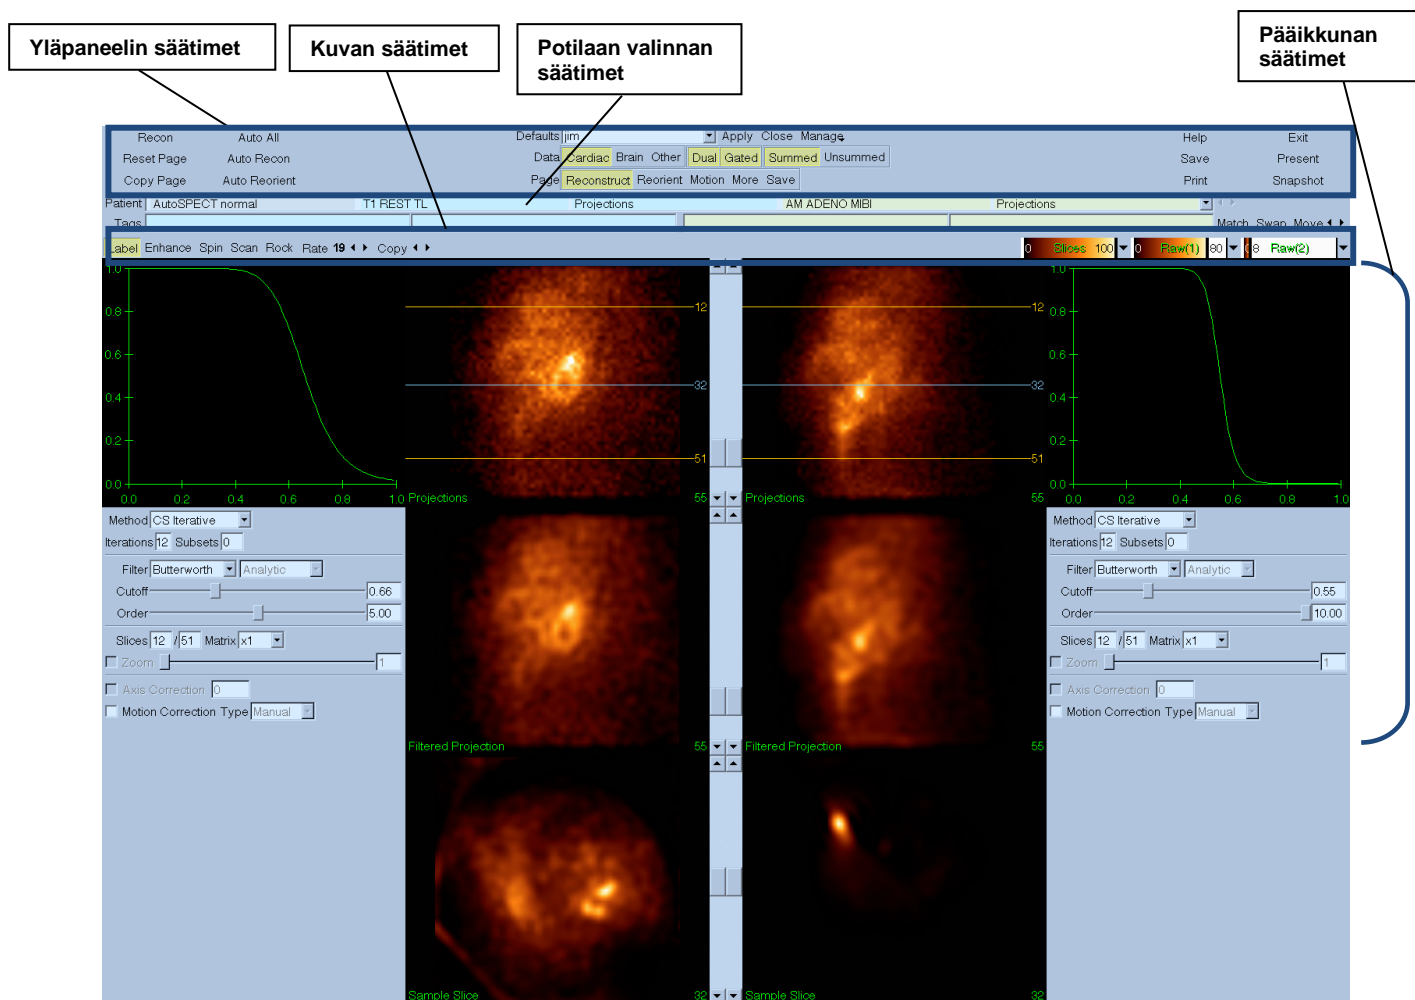 Yläpaneelin säätimet
Kuvan säätimet
Potilaan valinnan
säätimet
Pääikkunan
säätimet
Recon Auto All Defaults jim Apply Close Manage Help Exit
Reset Page Auto Recon Data Cardiac Brain Other Dual Gated Summed Unsummed Save Present
Copy Page Auto Reorient Page Reconstruct Reorient Motion More Save Print Snapshot
Patient AutoSPECT normal T1 REST TL Projections AM ADENO MIBI Projections
Tags Match Swap Move
Label Enhance Spin Scan Rock Rate 19 Copy 0 Slices 100 0 Raw(1) 80 8 Raw(2)
1.0
0.8
0.6
0.4
0.2
0.0
0.0 0.2 0.4 0.6 0.8 1.0
12
32
51
Projections 55
12
32
51
Projections 55
1.0
0.8
0.6
0.4
0.2
0.0
0.0 0.2 0.4 0.6 0.8 1.0
Method CS Iterative
Iterations 12 Subsets 0
Filter Butterworth Analytic
Cutoff 0.66
Order 5.00
Slices 12 / 51 Matrix x1
Zoom 1
Axis Correction 0
Motion Correction Type Manual
Filtered Projection 55
Filtered Projection 55
Method CS Iterative
Iterations 12 Subsets 0
Filter Butterworth Analytic
Cutoff 0.55
Order 10.00
Slices 12 / 51 Matrix x1
Zoom 1
Axis Correction 0
Motion Correction Type Manual
Sample Slice 32
Sample Slice 32